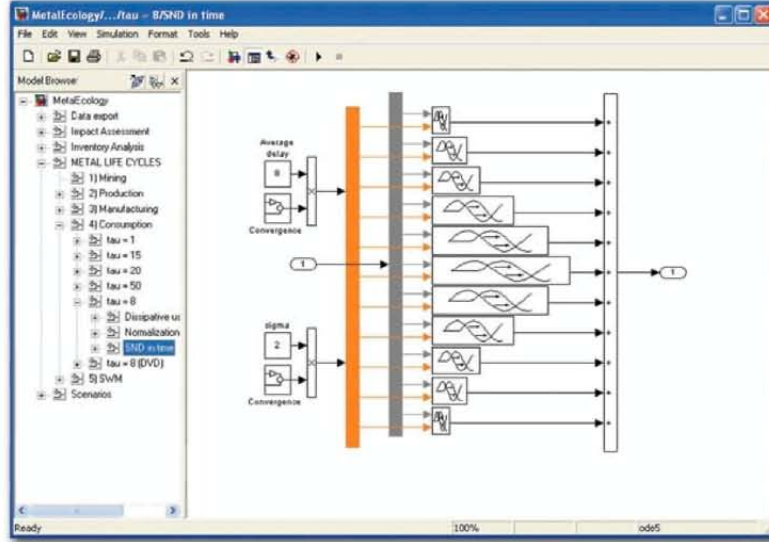 MetalEcology/.../tau = 8/SND in time
File Edit View Simulation Format Tools Help
Model Browser
MetalEcology
Data export
Impact Assessment
Inventory Analysis
METAL LIFE CYCLES
1) Mining
2) Production
3) Manufacturing
4) Consumption
tau = 1
tau = 15
tau = 20
tau = 50
tau = 8
Dissipative us
Normalization
SND in time
tau = 8 (DVD)
5) SWM
Scenarios
Average
delay
8
Convergence
1
sigma
2
Convergence
1
Ready
100%
ode5